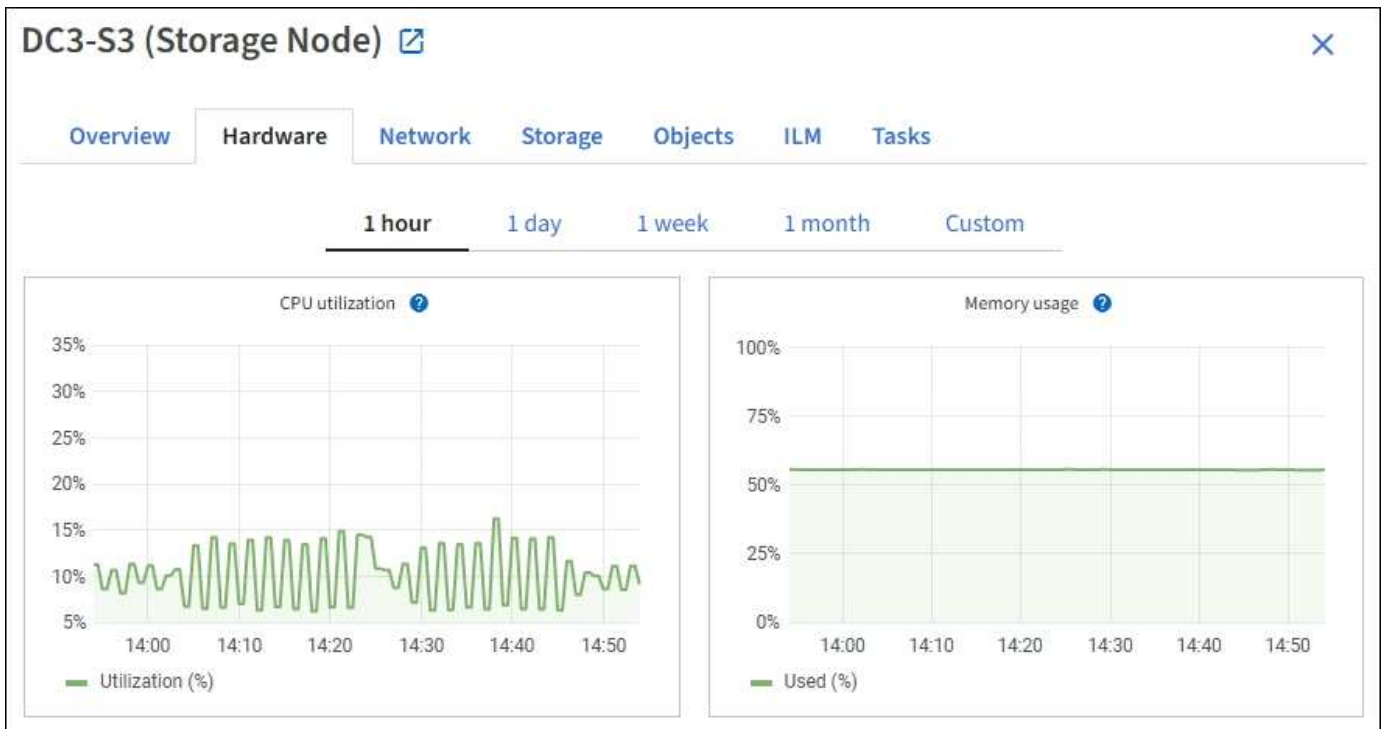 DC3-S3 (Storage Node)
Overview Hardware Network Storage Objects ILM Tasks
1 hour 1 day 1 week 1 month Custom
CPU utilization ?
35%
30%
25%
20%
15%
10%
5%
14:00 14:10 14:20 14:30 14:40 14:50
Utilization (%)
Memory usage ?
100%
75%
50%
25%
0%
14:00 14:10 14:20 14:30 14:40 14:50
Used (%)